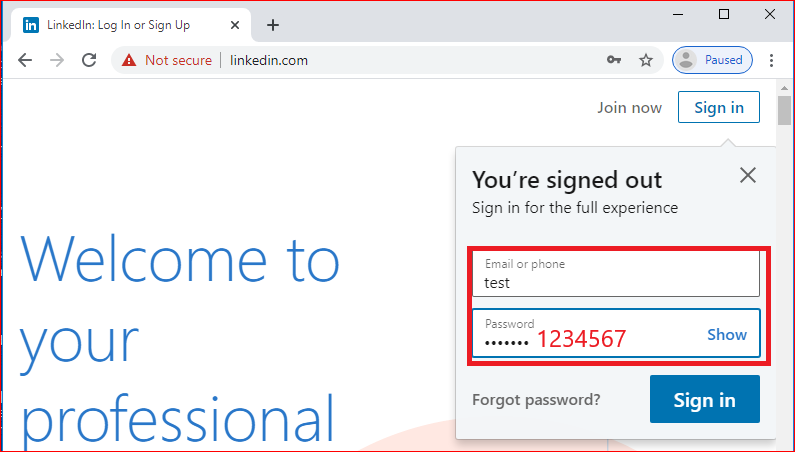 LinkedIn: Log In or Sign Up
Not secure | linkedin.com
Paused
Join now
Sign in
You're signed out
Sign in for the full experience
Email or phone
test
Password
••••••• 1234567
Show
Forgot password?
Sign in
Welcome to
your
professional